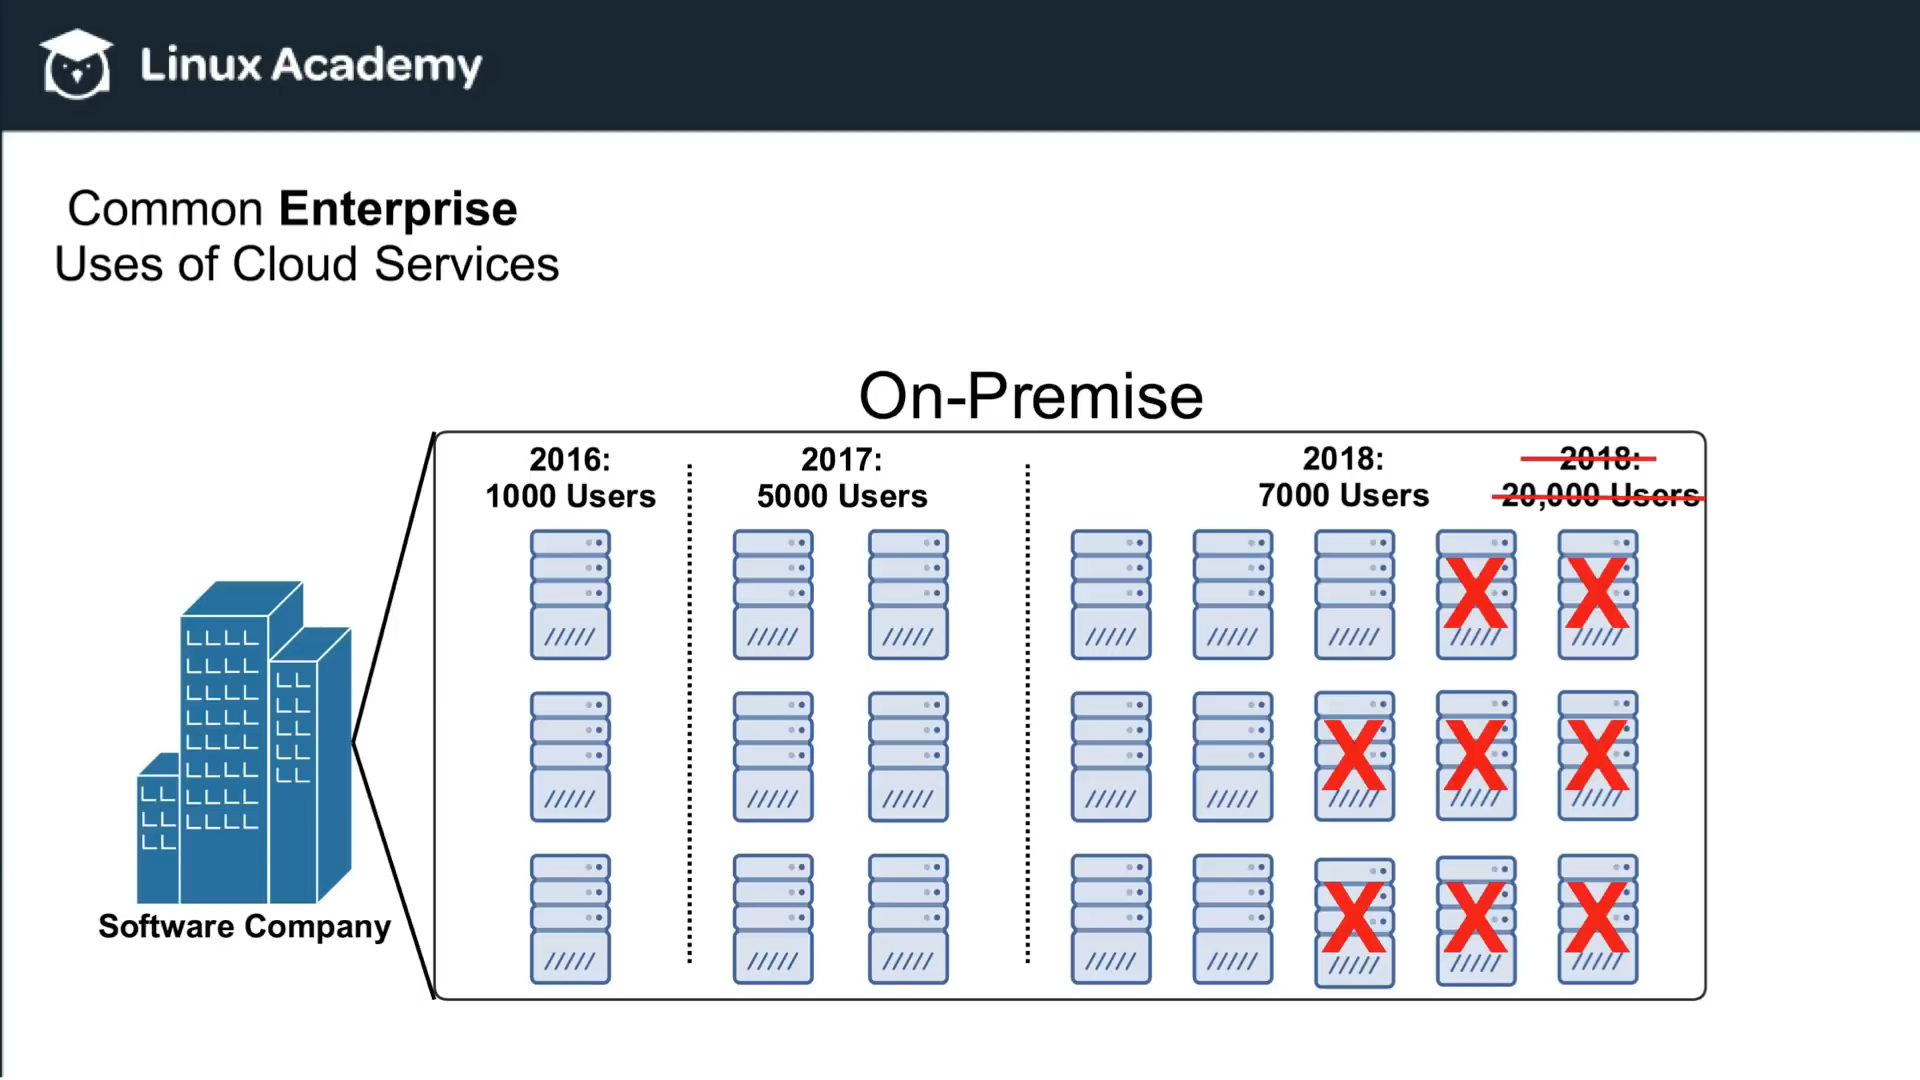 Linux Academy
Common Enterprise
Uses of Cloud Services
On-Premise
2016:
1000 Users
2017:
5000 Users
2018:
7000 Users
2018:
20,000 Users
X X
X X X
X X X
Software Company